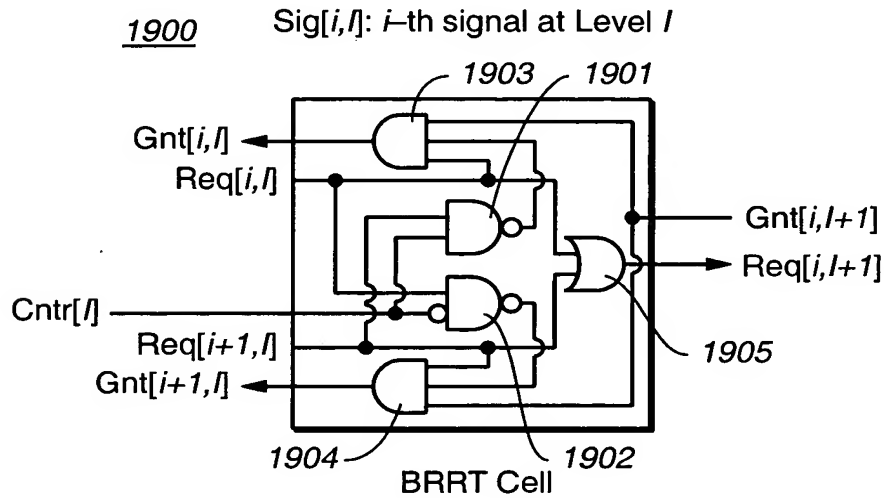 1900
Sig[i,l]: i–th signal at Level l
1903
1901
Gnt[i,l]
Req[i,l]
Gnt[i,l+1]
Req[i,l+1]
Cntr[l]
Req[i+1,l]
Gnt[i+1,l]
1905
1904
1902
BRRT Cell